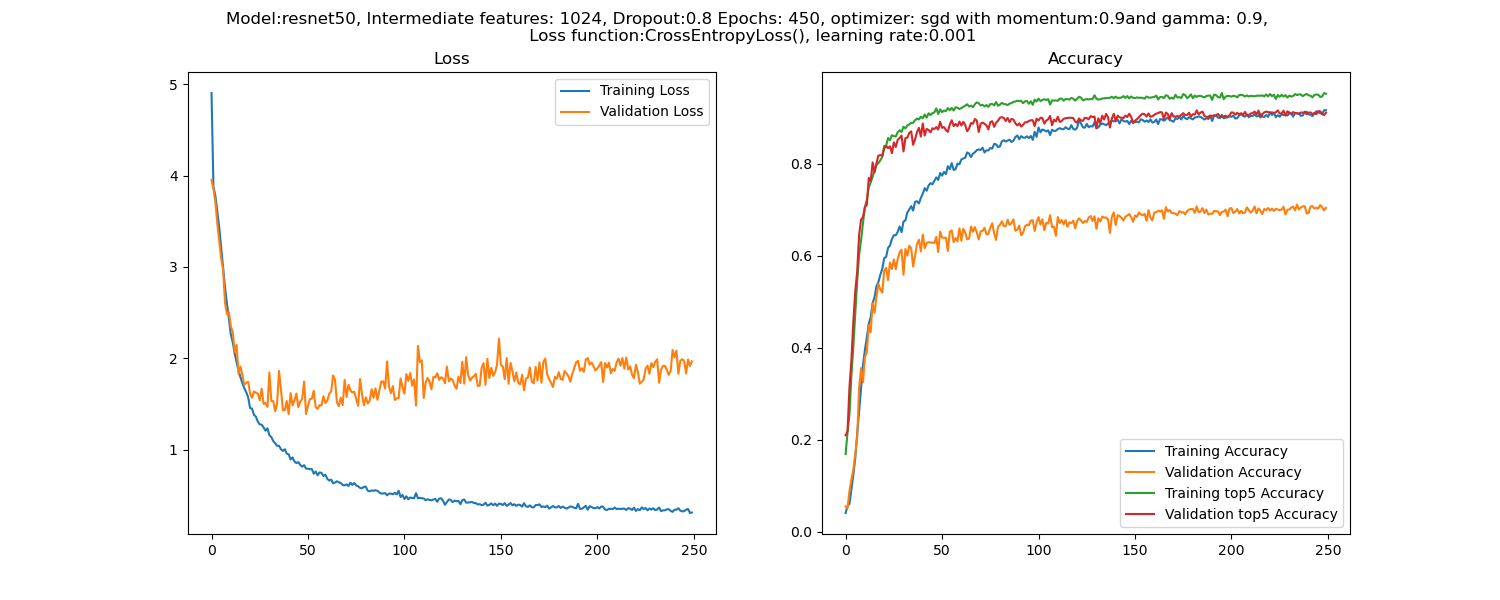 Model:resnet50, Intermediate features: 1024, Dropout:0.8 Epochs: 450, optimizer: sgd with momentum:0.9and gamma: 0.9,
Loss function:CrossEntropyLoss(), learning rate:0.001
Loss
5
4
3
2
1
0
50
100
150
200
250
Training Loss
Validation Loss
Accuracy
0.8
0.6
0.4
0.2
0.0
0
50
100
150
200
250
Training Accuracy
Validation Accuracy
Training top5 Accuracy
Validation top5 Accuracy